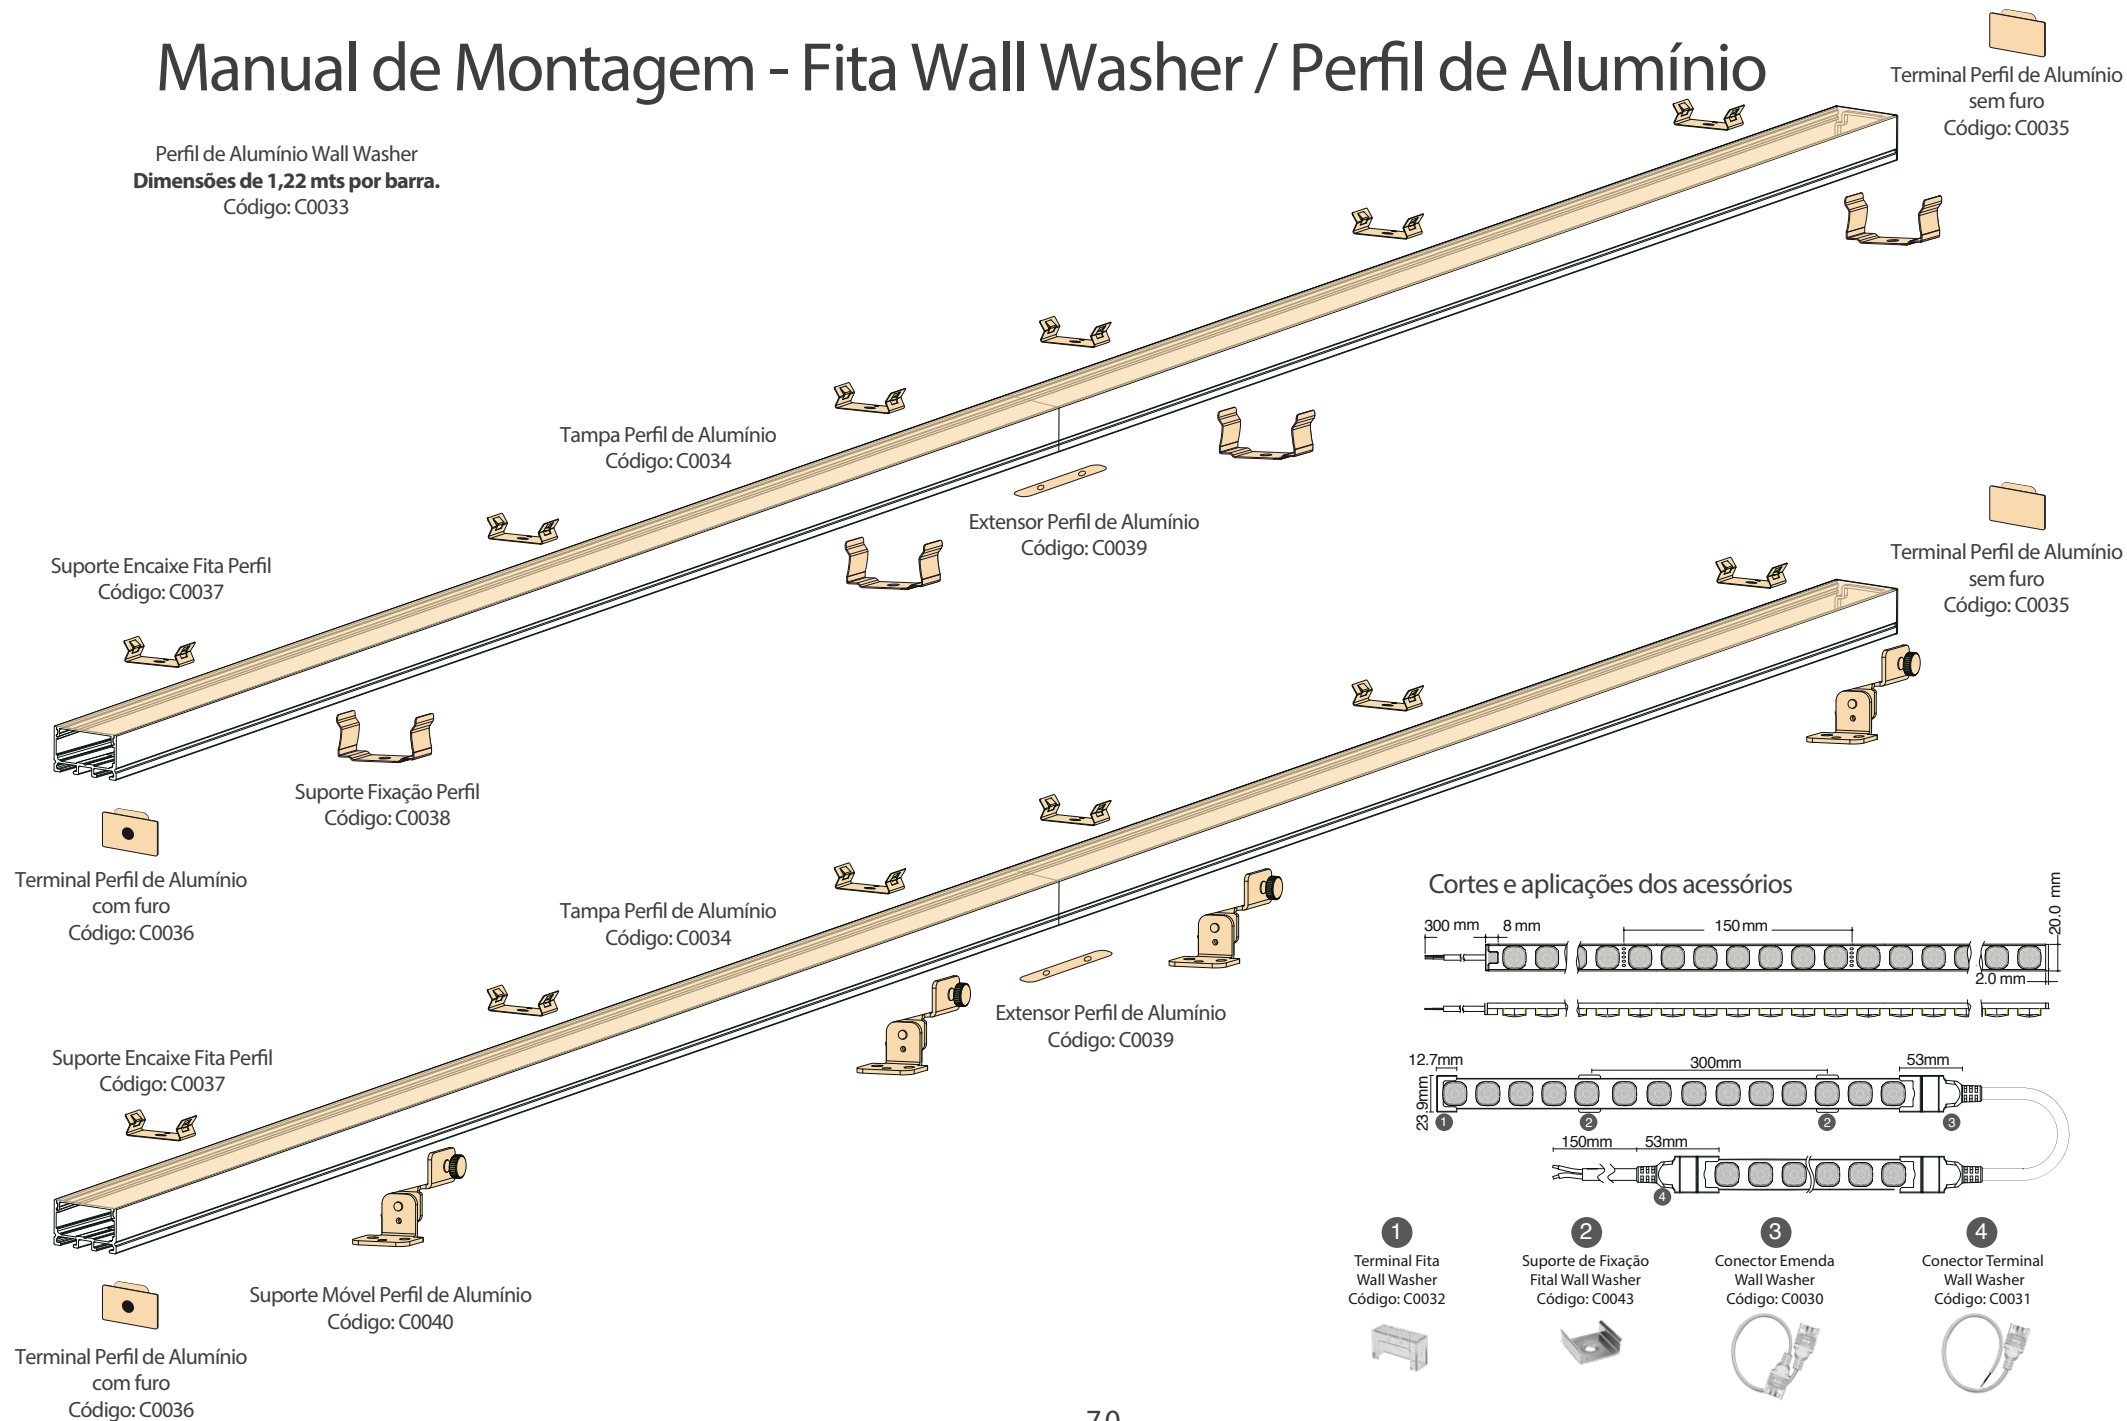 Manual de Montagem - Fita Wall Washer / Perfil de Alumínio
Terminal Perfil de Alumínio
sem furo
Código: C0035
Perfil de Alumínio Wall Washer
Dimensões de 1,22 mts por barra.
Código: C0033
Tampa Perfil de Alumínio
Código: C0034
Extensor Perfil de Alumínio
Código: C0039
Suporte Encaixe Fita Perfil
Código: C0037
Suporte Fixação Perfil
Código: C0038
Terminal Perfil de Alumínio
com furo
Código: C0036
Terminal Perfil de Alumínio
sem furo
Código: C0035
Tampa Perfil de Alumínio
Código: C0034
Extensor Perfil de Alumínio
Código: C0039
Suporte Encaixe Fita Perfil
Código: C0037
Suporte Móvel Perfil de Alumínio
Código: C0040
Terminal Perfil de Alumínio
com furo
Código: C0036
Cortes e aplicações dos acessórios
300 mm
8 mm
150 mm
20.0 mm
2.0 mm
12.7mm
300mm
53mm
23.9mm
1
2
2
3
150mm
53mm
4
1
Terminal Fita
Wall Washer
Código: C0032
2
Suporte de Fixação
Fital Wall Washer
Código: C0043
3
Conector Emenda
Wall Washer
Código: C0030
4
Conector Terminal
Wall Washer
Código: C0031
70